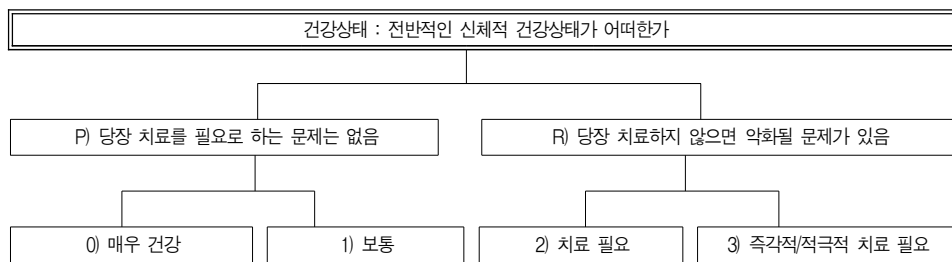 건강상태 : 전반적인 신체적 건강상태가 어떠한가
P) 당장 치료를 필요로 하는 문제는 없음
R) 당장 치료하지 않으면 악화될 문제가 있음
0) 매우 건강
1) 보통
2) 치료 필요
3) 즉각적/적극적 치료 필요